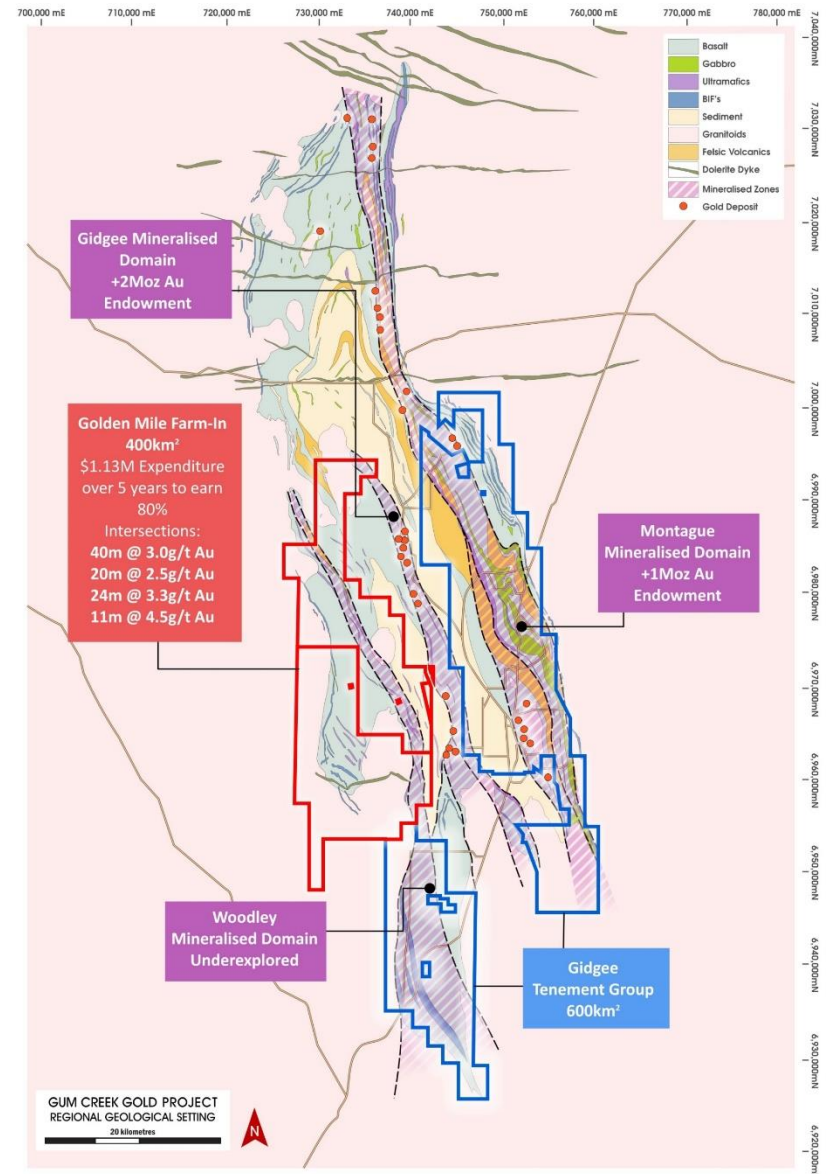 700,000 mE
710,000 mE
720,000 mE
730,000 mE
740,000 mE
750,000 mE
760,000 mE
770,000 mE
780,000 mE
7,040,000mN
7,030,000mN
7,020,000mN
7,010,000mN
7,000,000mN
6,990,000mN
6,980,000mN
6,970,000mN
6,960,000mN
6,950,000mN
6,940,000mN
6,930,000mN
6,920,000mN
Basalt
Gabbro
Ultramafics
BIF's
Sediment
Granitoids
Felsic Volcanics
Dolerite Dyke
Mineralised Zones
Gold Deposit
Gidgee Mineralised
Domain
+2Moz Au
Endowment
Golden Mile Farm-In
400km²
$1.13M Expenditure
over 5 years to earn
80%
Intersections:
40m @ 3.0g/t Au
20m @ 2.5g/t Au
24m @ 3.3g/t Au
11m @ 4.5g/t Au
Montague
Mineralised Domain
+1Moz Au
Endowment
Woodley
Mineralised Domain
Underexplored
Gidgee
Tenement Group
600km²
GUM CREEK GOLD PROJECT
REGIONAL GEOLOGICAL SETTING
20 kilometres
N